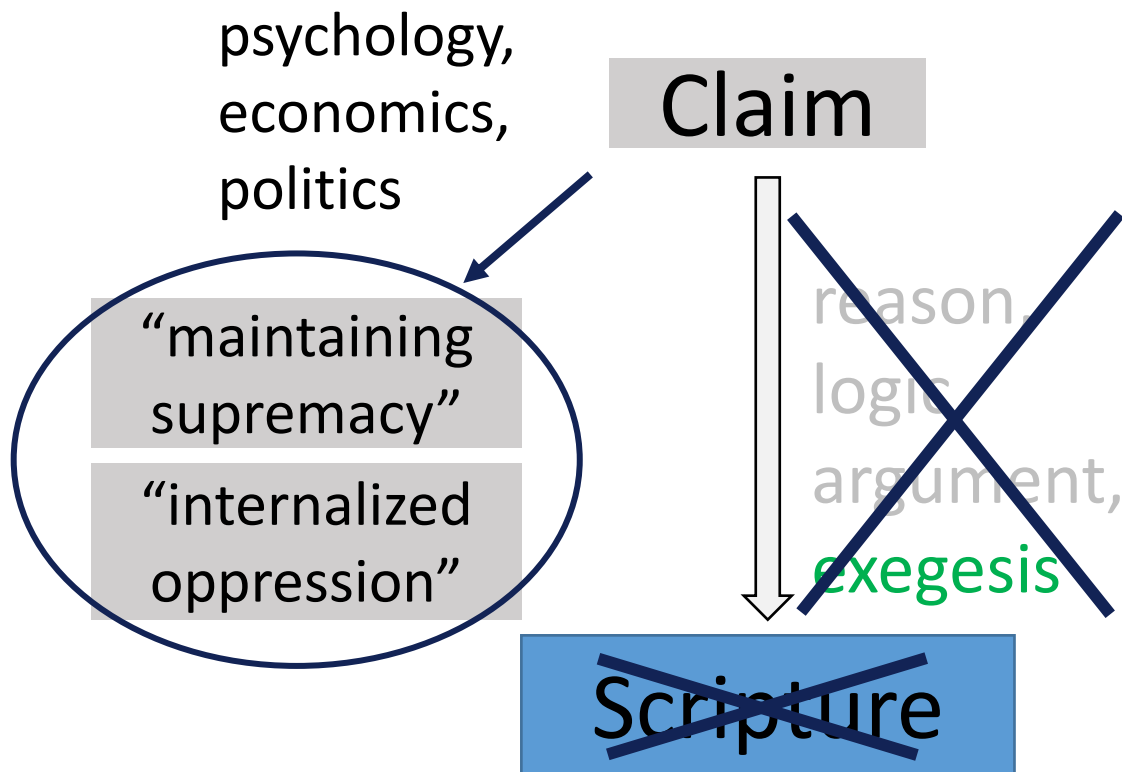 psychology,
economics,
politics
Claim
“maintaining
supremacy”
“internalized
oppression”
reason,
logic
argument,
exegesis
Scripture